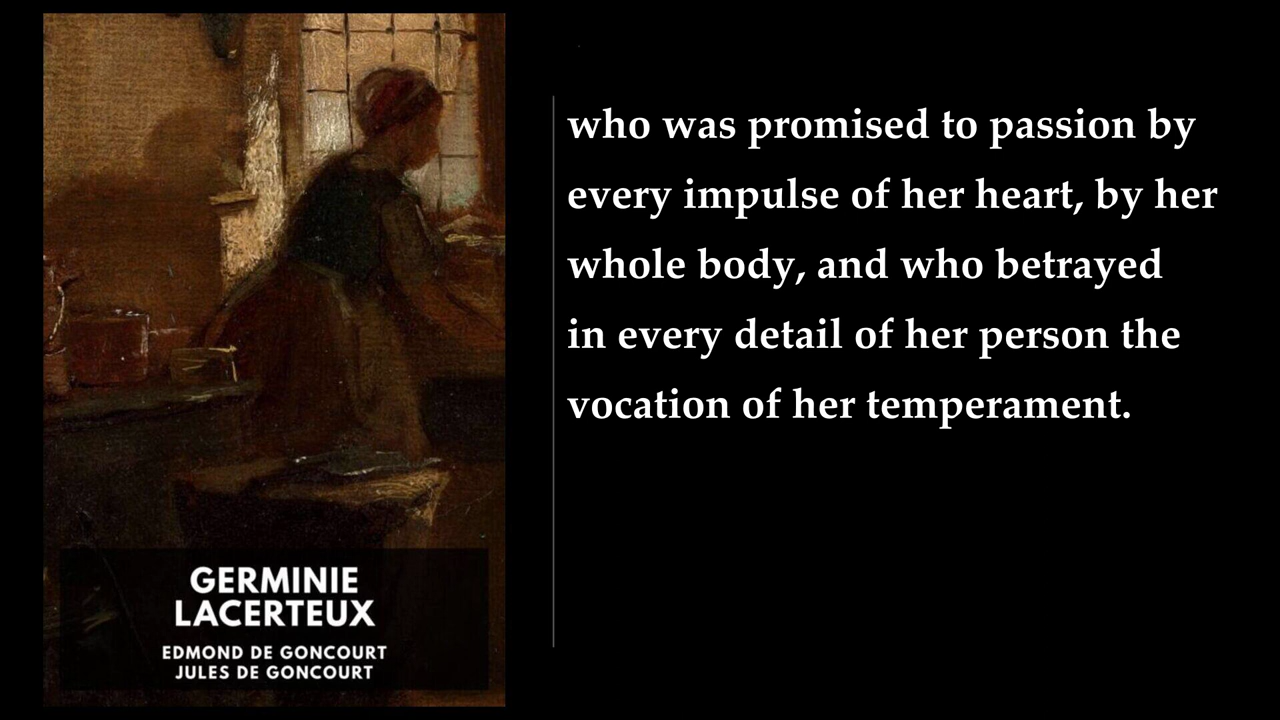 who was promised to passion by
every impulse of her heart, by her
whole body, and who betrayed
in every detail of her person the
vocation of her temperament.
GERMINIE
LACERTEUX
EDMOND DE GONCOURT
JULES DE GONCOURT